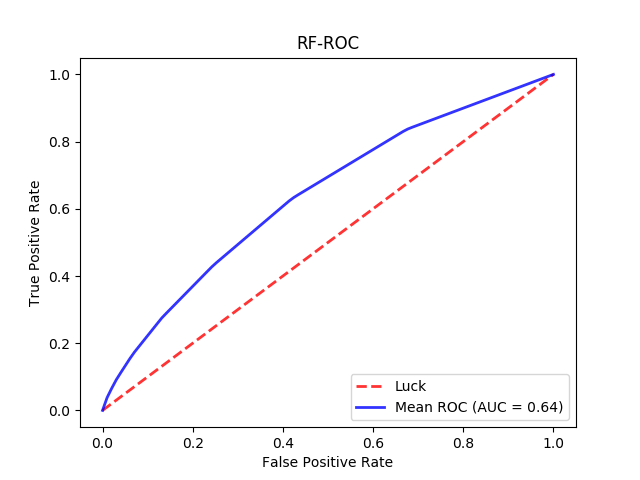 RF-ROC
1.0
0.8
0.6
0.4
0.2
0.0
True Positive Rate
0.0 0.2 0.4 0.6 0.8 1.0
False Positive Rate
Luck
Mean ROC (AUC = 0.64)